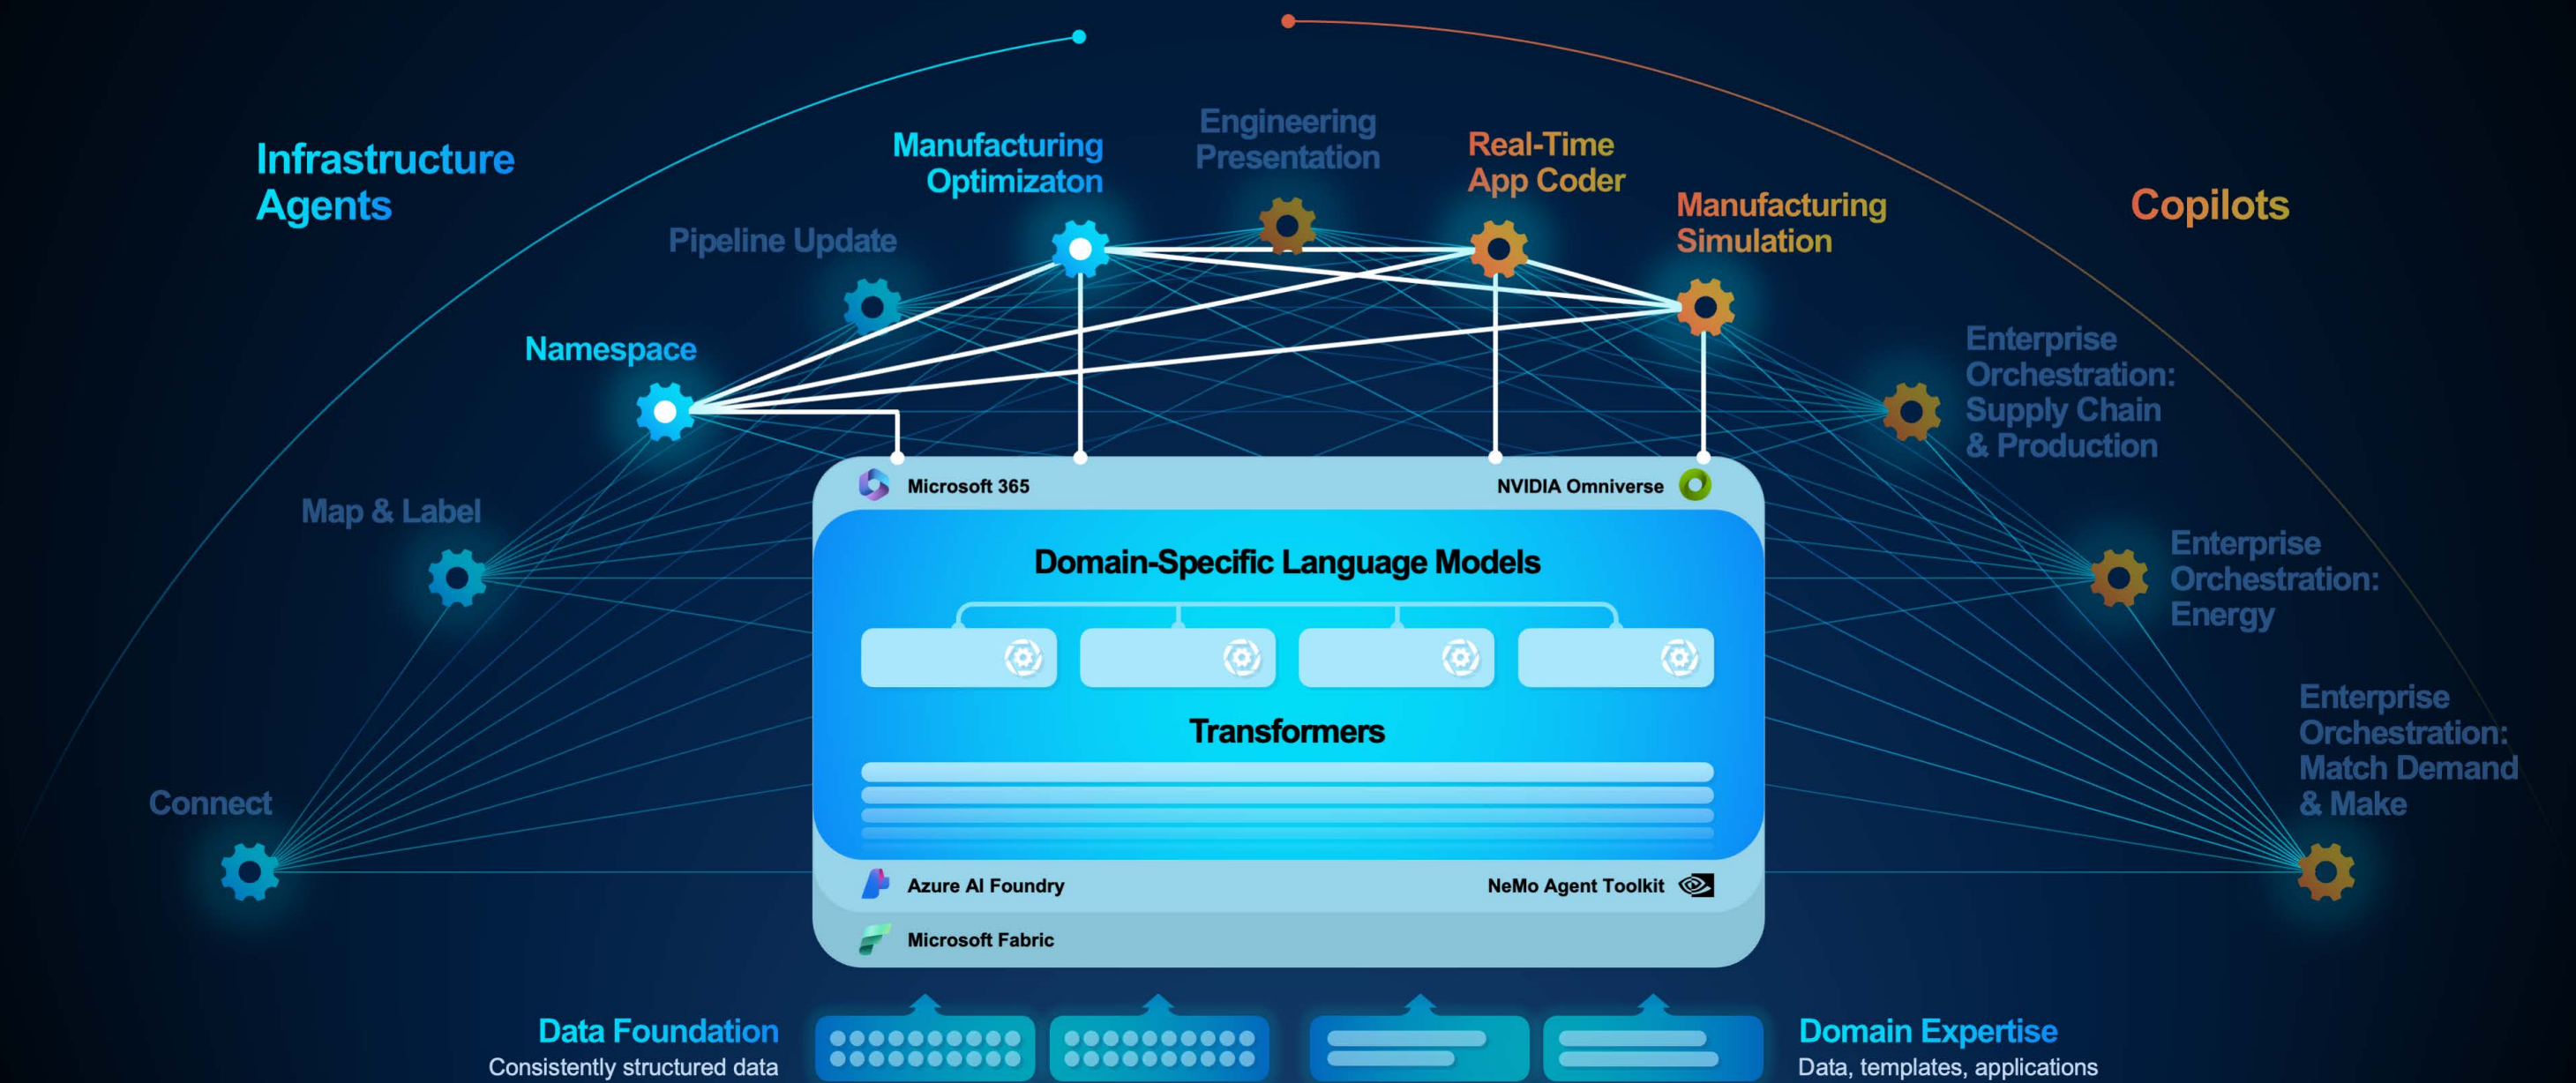 Infrastructure
Agents
Manufacturing
Optimizaton
Engineering
Presentation
Real-Time
App Coder
Manufacturing
Simulation
Copilots
Pipeline Update
Namespace
Map & Label
Connect
Enterprise
Orchestration:
Supply Chain
& Production
Enterprise
Orchestration:
Energy
Enterprise
Orchestration:
Match Demand
& Make
Microsoft 365
NVIDIA Omniverse
Domain-Specific Language Models
Transformers
Azure AI Foundry
NeMo Agent Toolkit
Microsoft Fabric
Data Foundation
Consistently structured data
Domain Expertise
Data, templates, applications